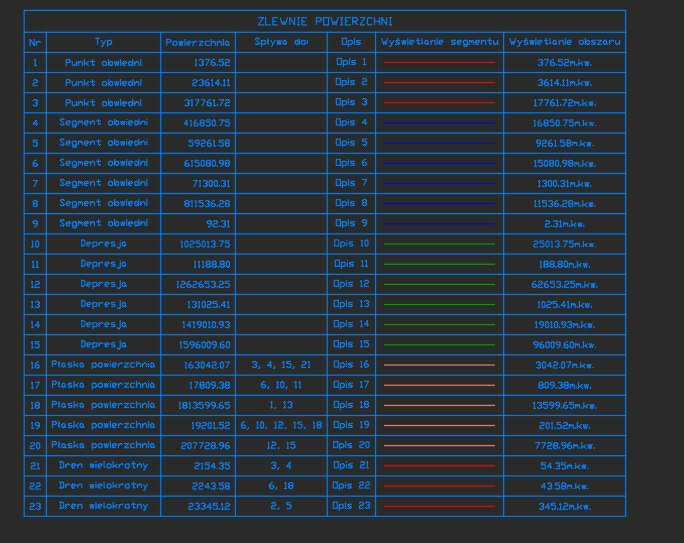 ZLEWNIE POWIERZCHNI
Nr Typ Powierzchnia Spływa do: Opis Wyświetlanie segmentu Wyświetlanie obszaru
1 Punkt obwiedni 1376.52 Opis 1 376.52m.kw.
2 Punkt obwiedni 23614.11 Opis 2 3614.11m.kw.
3 Punkt obwiedni 317761.72 Opis 3 17761.72m.kw.
4 Segment obwiedni 416850.75 Opis 4 16850.75m.kw.
5 Segment obwiedni 59261.58 Opis 5 9261.58m.kw.
6 Segment obwiedni 615080.98 Opis 6 15080.98m.kw.
7 Segment obwiedni 71300.31 Opis 7 1300.31m.kw.
8 Segment obwiedni 811536.28 Opis 8 11536.28m.kw.
9 Segment obwiedni 92.31 Opis 9 2.31m.kw.
10 Depresja 1025013.75 Opis 10 25013.75m.kw.
11 Depresja 11188.80 Opis 11 188.80m.kw.
12 Depresja 1262653.25 Opis 12 62653.25m.kw.
13 Depresja 131025.41 Opis 13 1025.41m.kw.
14 Depresja 1419010.93 Opis 14 19010.93m.kw.
15 Depresja 1596009.60 Opis 15 96009.60m.kw.
16 Płaska powierzchnia 163042.07 3, 4, 15, 21 Opis 16 3042.07m.kw.
17 Płaska powierzchnia 17809.38 6, 10, 11 Opis 17 809.38m.kw.
18 Płaska powierzchnia 1813599.65 1, 13 Opis 18 13599.65m.kw.
19 Płaska powierzchnia 19201.52 6, 10, 12, 15, 18 Opis 19 201.52m.kw.
20 Płaska powierzchnia 207728.96 12, 15 Opis 20 7728.96m.kw.
21 Dren wielokrotny 2154.35 3, 4 Opis 21 54.35m.kw.
22 Dren wielokrotny 2243.58 6, 18 Opis 22 43.58m.kw.
23 Dren wielokrotny 23345.12 2, 5 Opis 23 345.12m.kw.